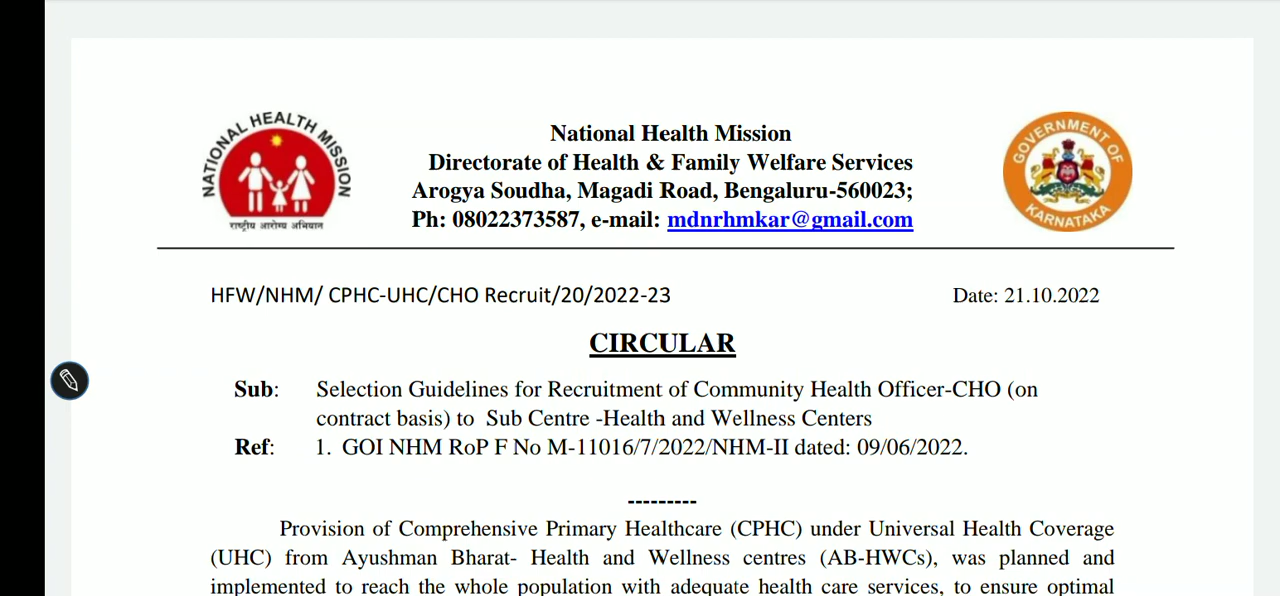 NATIONAL HEALTH MISSION
राष्ट्रीय आरोग्य अभियान
National Health Mission
Directorate of Health & Family Welfare Services
Arogya Soudha, Magadi Road, Bengaluru-560023;
Ph: 08022373587, e-mail: mdnrhmkar@gmail.com
GOVERNMENT OF
KARNATAKA
HFW/NHM/ CPHC-UHC/CHO Recruit/20/2022-23 Date: 21.10.2022
CIRCULAR
Sub: Selection Guidelines for Recruitment of Community Health Officer-CHO (on
contract basis) to Sub Centre -Health and Wellness Centers
Ref: 1. GOI NHM RoP F No M-11016/7/2022/NHM-II dated: 09/06/2022.
---------
Provision of Comprehensive Primary Healthcare (CPHC) under Universal Health Coverage
(UHC) from Ayushman Bharat- Health and Wellness centres (AB-HWCs), was planned and
implemented to reach the whole population with adequate health care services, to ensure optimal